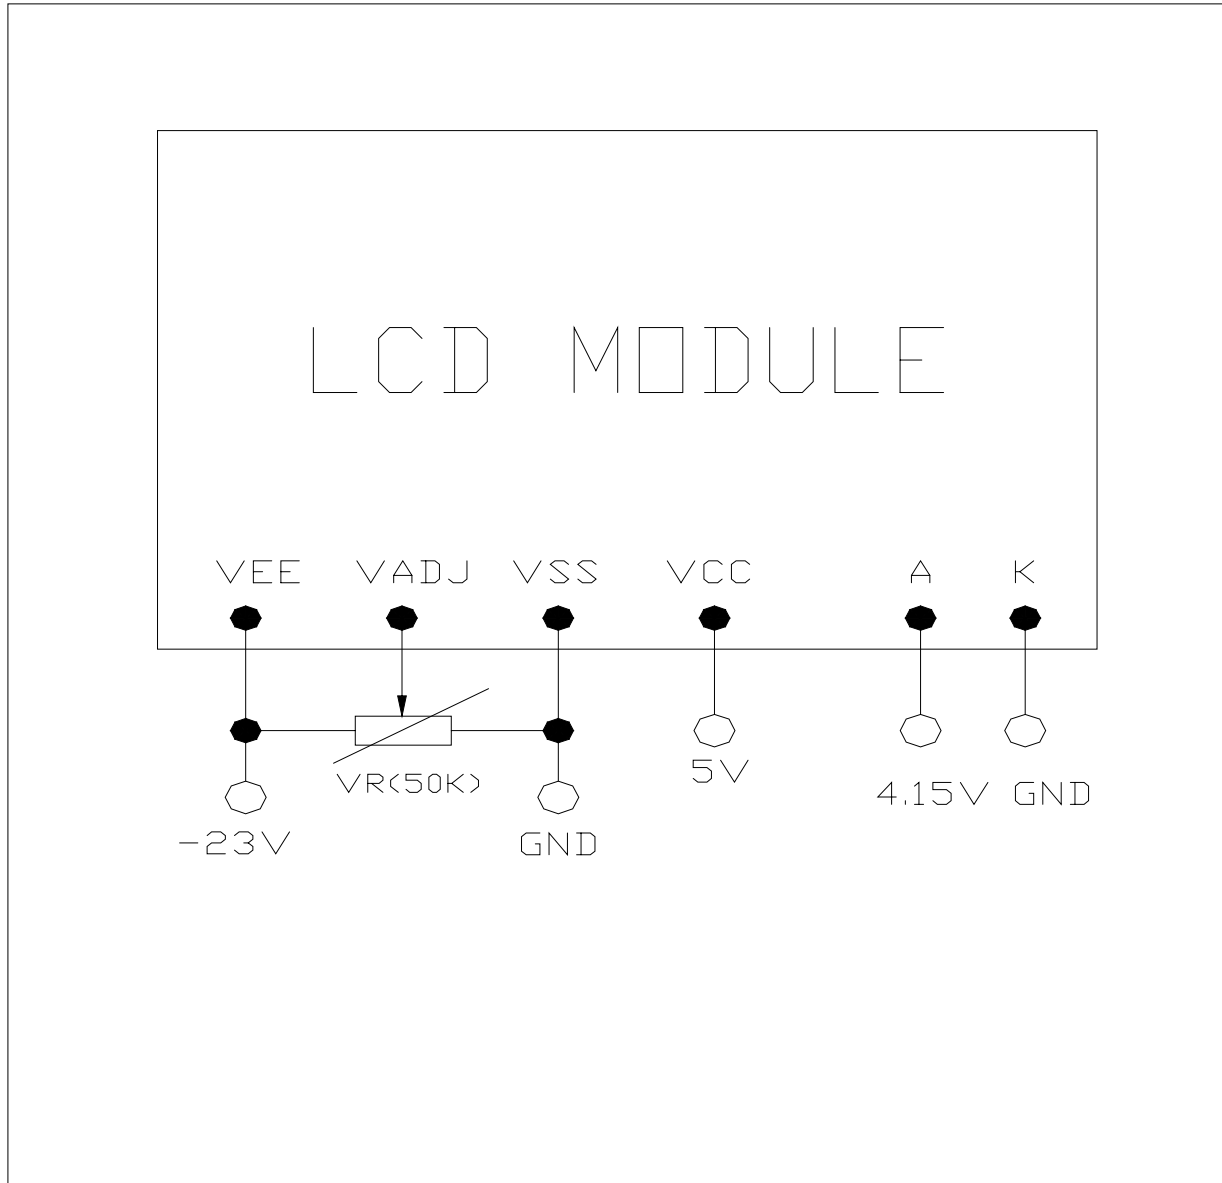 LCD MODULE
VEE VADJ VSS VCC A K
VR(50K)
5V
4.15V GND
-23V GND